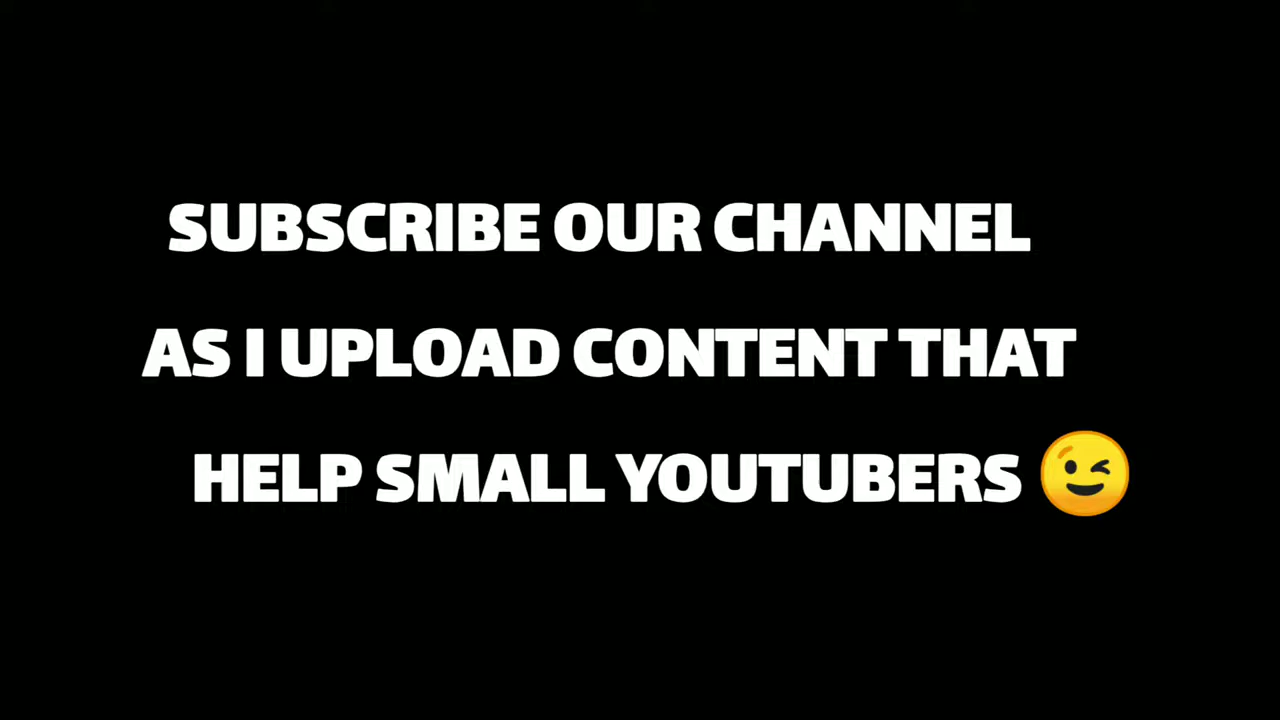 SUBSCRIBE OUR CHANNEL
AS I UPLOAD CONTENT THAT
HELP SMALL YOUTUBERS 😉